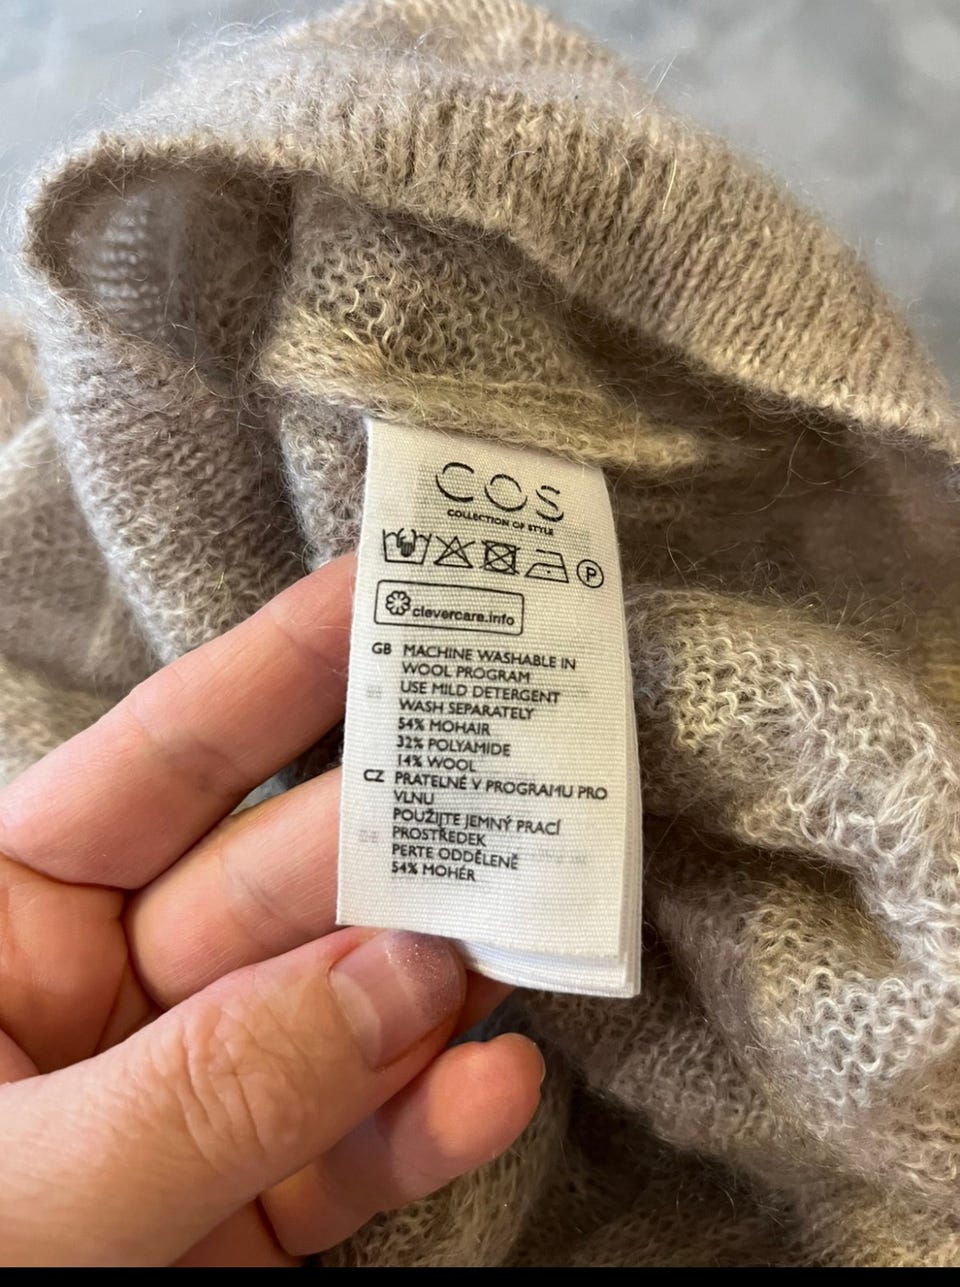 COS
COLLECTION OF STYLE
P
clevercare.info
GB MACHINE WASHABLE IN
WOOL PROGRAM
USE MILD DETERGENT
WASH SEPARATELY
54% MOHAIR
32% POLYAMIDE
14% WOOL
CZ PRATELNÉ V PROGRAMU PRO
VLNU
POUŽIJTE JEMNÝ PRACÍ
PROSTŘEDEK
PERTE ODDĚLENĚ
54% MOHÉR